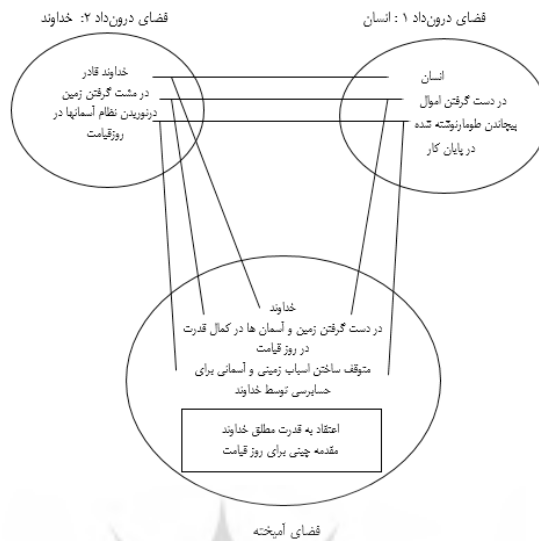 فضای درون‌داد ۱ : انسان
فضای درون‌داد ۲: خداوند
انسان
در دست گرفتن اموال
پیچاندن طومارنوشته شده
در پایان کار
خداوند قادر
در مشت گرفتن زمین
درنوریدن نظام آسمانها در
روزقیامت
خداوند
در دست گرفتن زمین و آسمان ها در کمال قدرت
در روز قیامت
متوقف ساختن اسباب زمینی و آسمانی برای
حسابرسی توسط خداوند
اعتقاد به قدرت مطلق خداوند
مقدمه چینی برای روز قیامت
فضای آمیخته